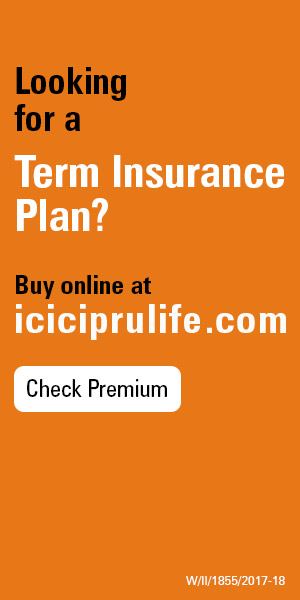 Looking
for a
Term Insurance
Plan?
Buy online at
iciciprulife.com
Check Premium
W/II/1855/2017-18